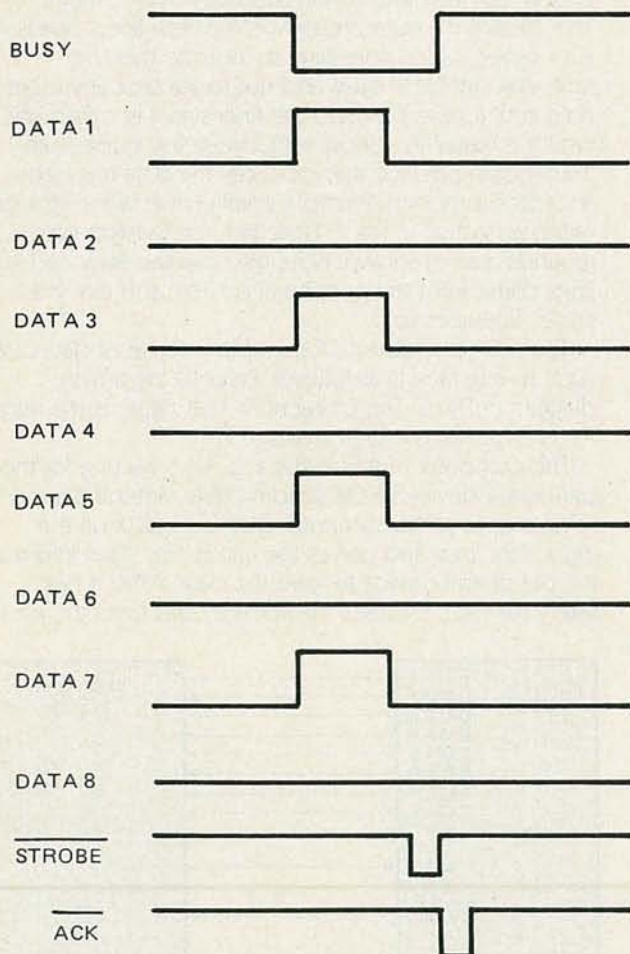 BUSY
DATA 1
DATA 2
DATA 3
DATA 4
DATA 5
DATA 6
DATA 7
DATA 8
STROBE
ACK